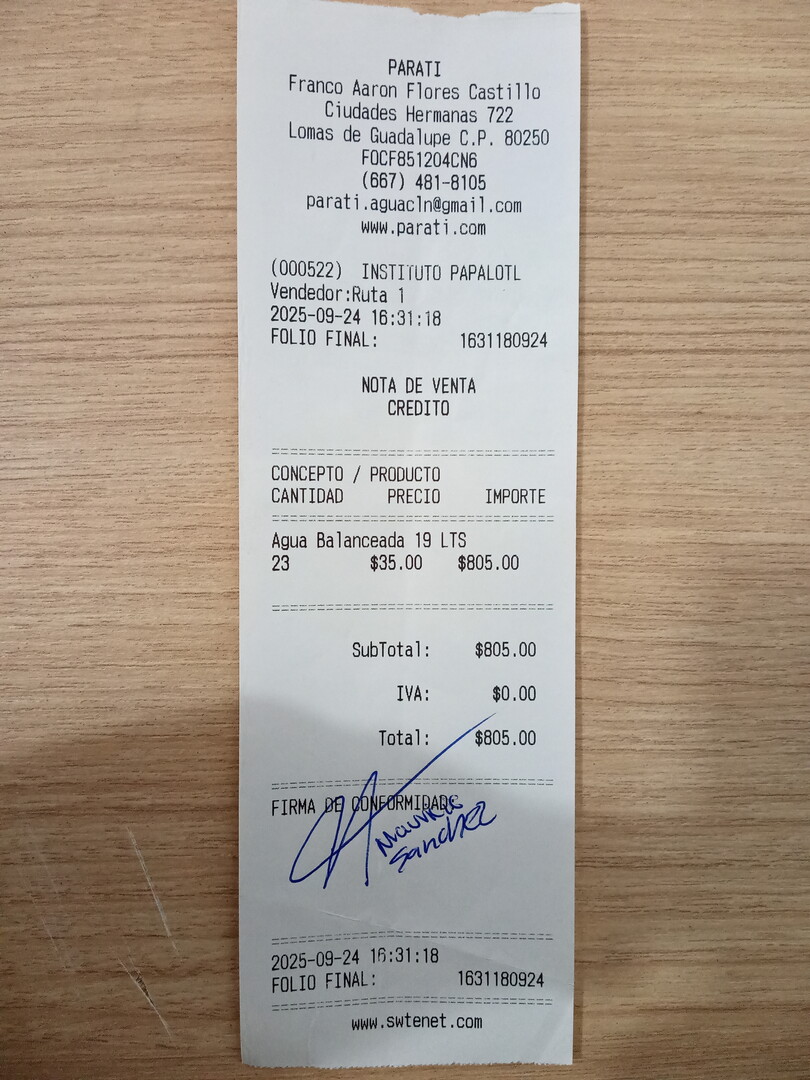 PARATI
Franco Aaron Flores Castillo
Ciudades Hermanas 722
Lomas de Guadalupe C.P. 80250
FOCF851204CN6
(667) 481-8105
parati.aguacln@gmail.com
www.parati.com
(000522) INSTITUTO PAPALOTL
Vendedor:Ruta 1
2025-09-24 16:31:18
FOLIO FINAL: 1631180924
NOTA DE VENTA
CREDITO
CONCEPTO / PRODUCTO
CANTIDAD PRECIO IMPORTE
Agua Balanceada 19 LTS
23 $35.00 $805.00
SubTotal: $805.00
IVA: $0.00
Total: $805.00
FIRMA DE CONFORMIDAD
Sanchez
2025-09-24 16:31:18
FOLIO FINAL: 1631180924
www.swtenet.com